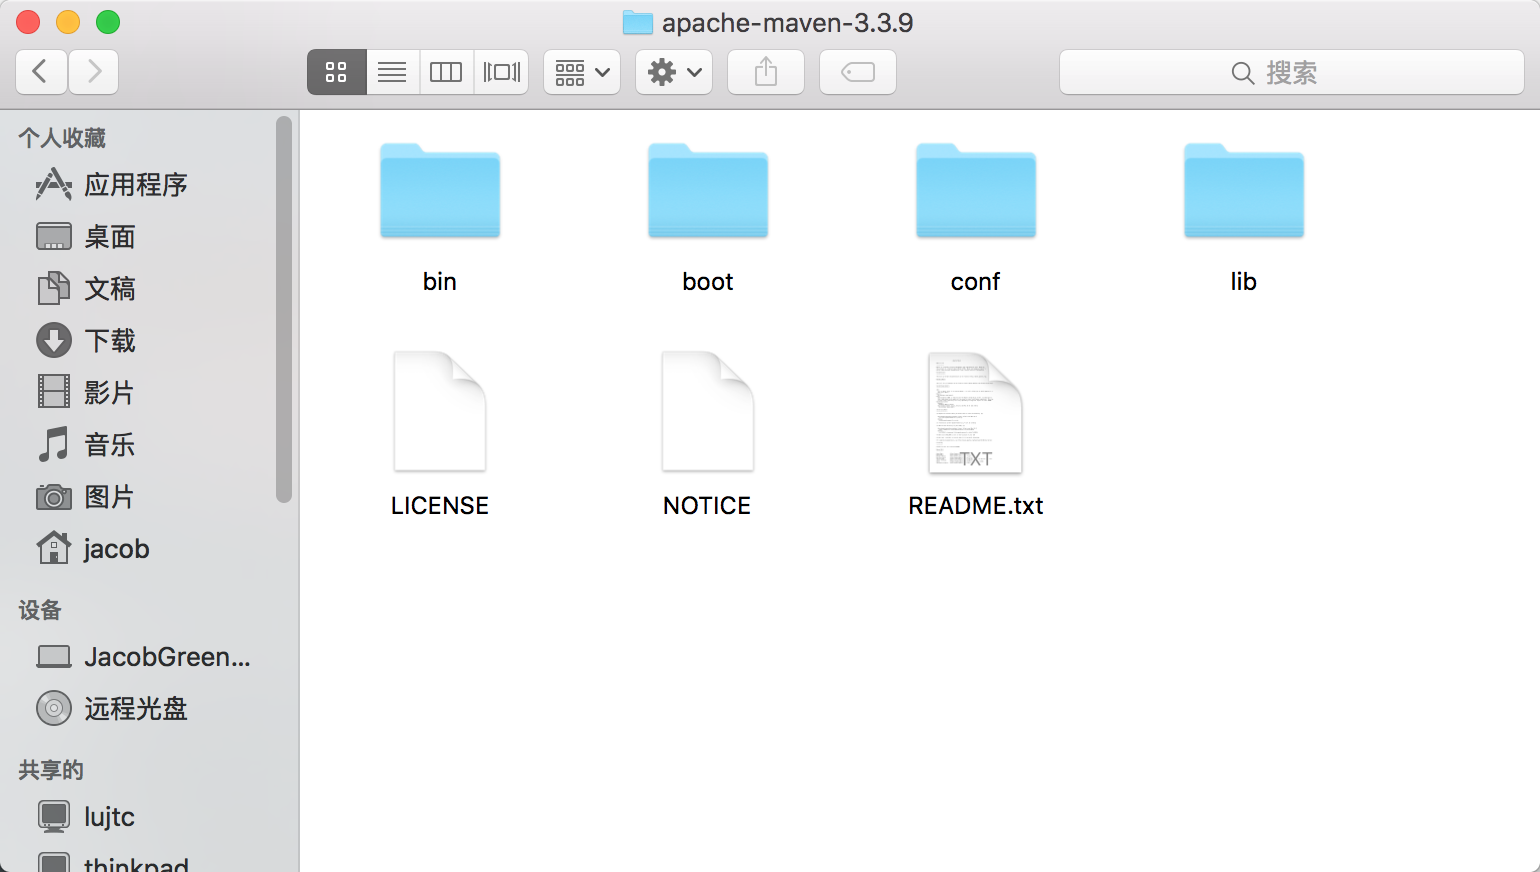 apache-maven-3.3.9
搜索
个人收藏
应用程序
桌面
文稿
下载
影片
音乐
图片
jacob
设备
JacobGreen...
远程光盘
共享的
lujtc
thinkpad
bin
boot
conf
lib
LICENSE
NOTICE
TXT
README.txt